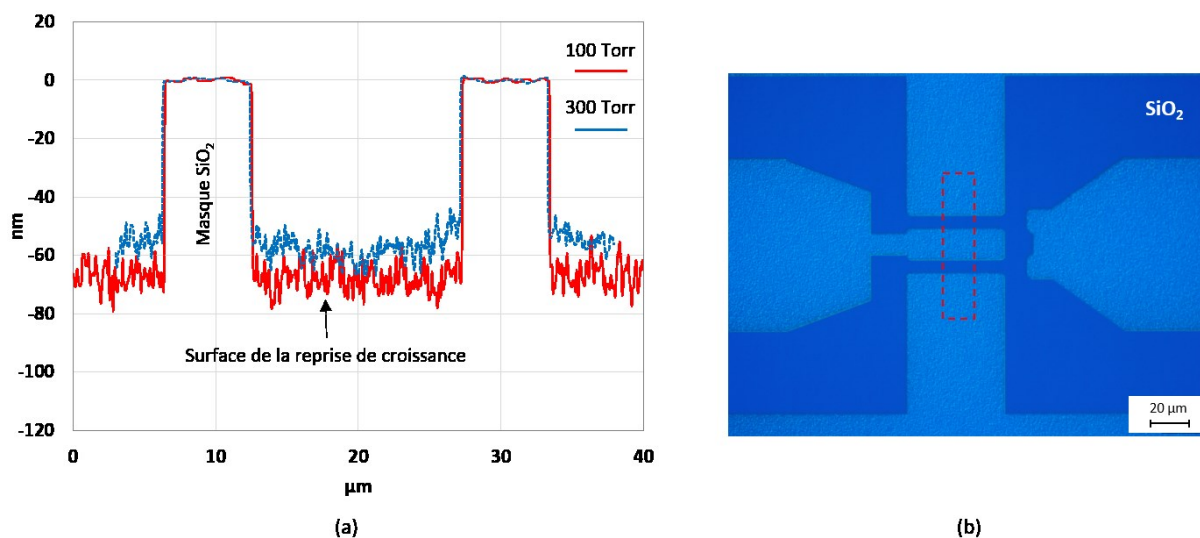 20
0
-20
-40
-60
-80
-100
-120
nm
0 10 20 30 40
µm
100 Torr
300 Torr
Masque SiO₂
Surface de la reprise de croissance
(a)
SiO₂
20 µm
(b)